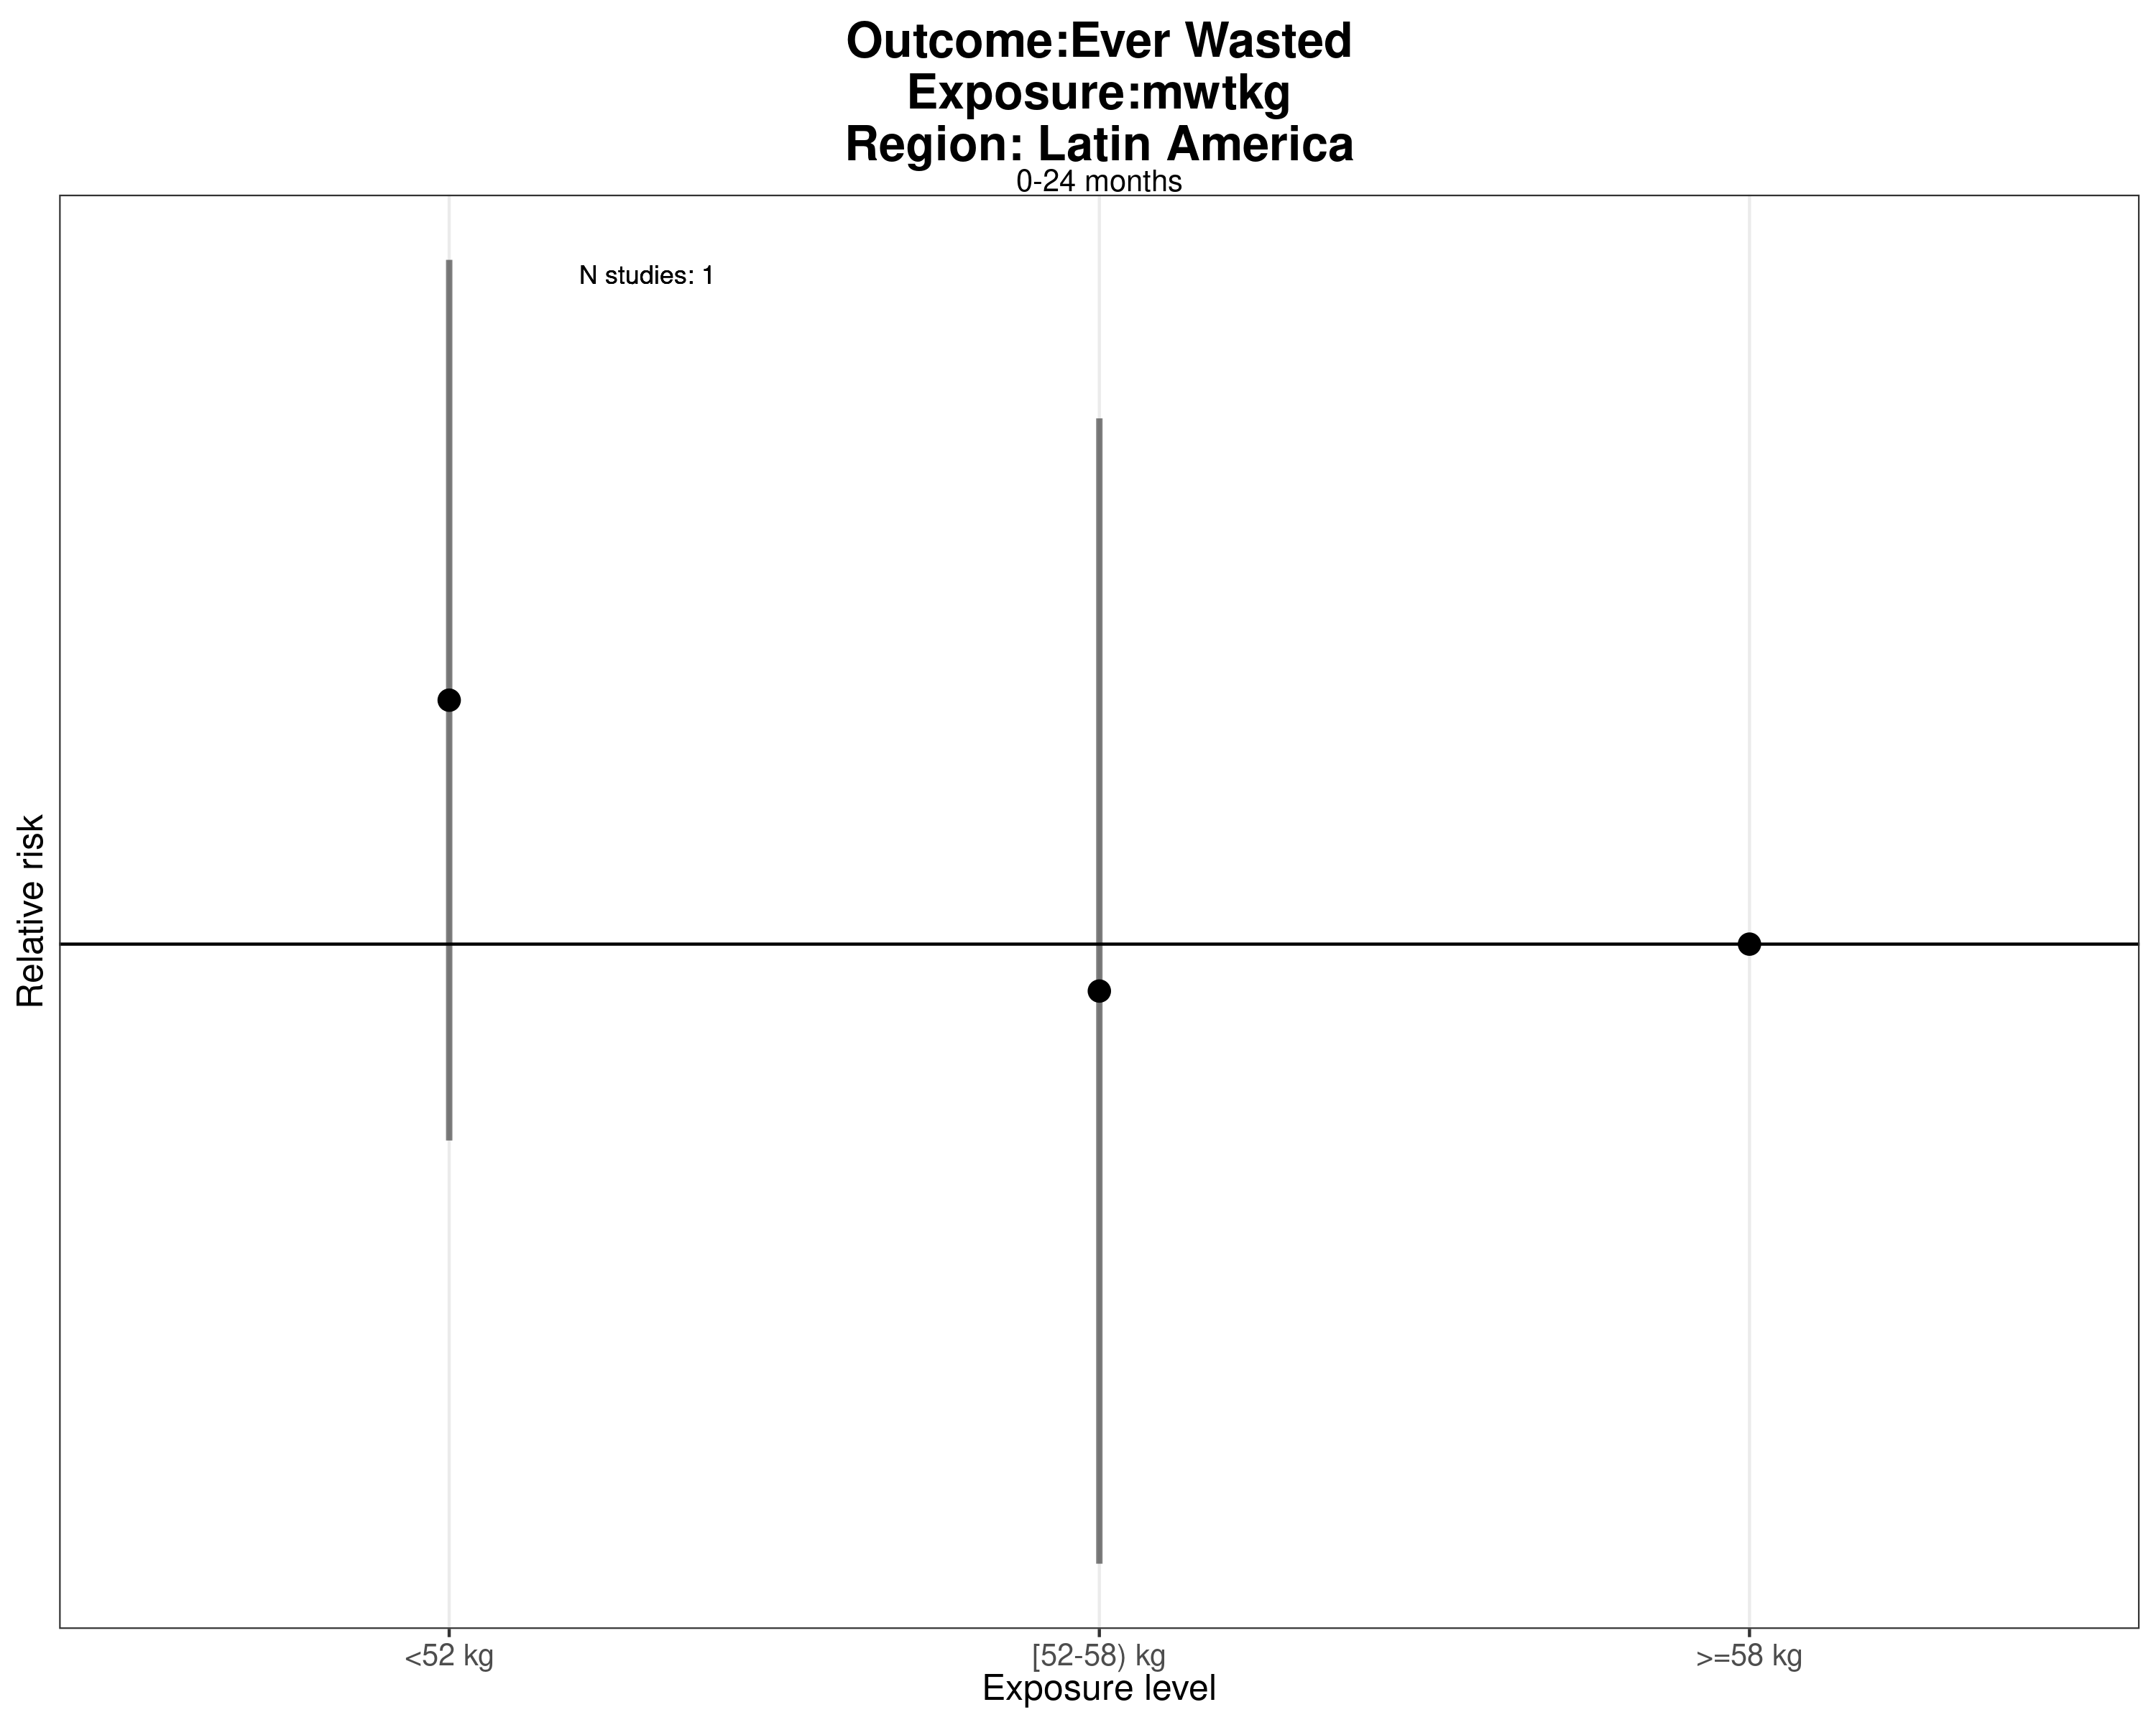 Outcome:Ever Wasted
Exposure:mwtkg
Region: Latin America
0-24 months
N studies: 1
Relative risk
<52 kg
[52-58) kg
>=58 kg
Exposure level